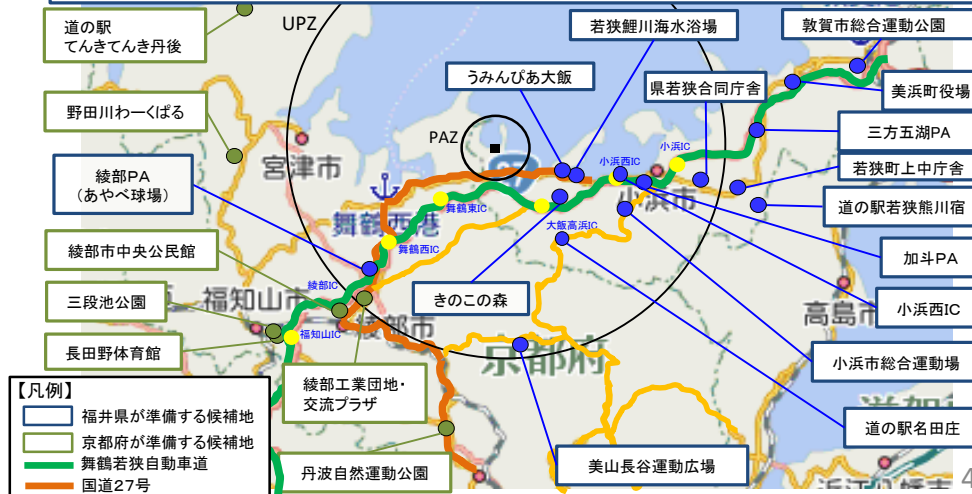 道の駅
てんきてんき丹後
UPZ
若狭鯉川海水浴場
敦賀市総合運動公園
うみんぴあ大飯
県若狭合同庁舎
美浜町役場
野田川わーくぱる
PAZ
三方五湖PA
宮津市
小浜IC
小浜西IC
若狭町上中庁舎
綾部PA
(あやべ球場)
小浜市
道の駅若狭熊川宿
舞鶴東IC
舞鶴西港
大飯高浜IC
舞鶴西IC
綾部市中央公民館
加斗PA
綾部IC
きのこの森
三段池公園
福知山市
高島市
小浜西IC
綾部市
福知山IC
長田野体育館
京都府
小浜市総合運動場
【凡例】
綾部工業団地・
交流プラザ
福井県が準備する候補地
京都府が準備する候補地
道の駅名田庄
舞鶴若狭自動車道
丹波自然運動公園
美山長谷運動広場
国道27号
近江八幡市
4